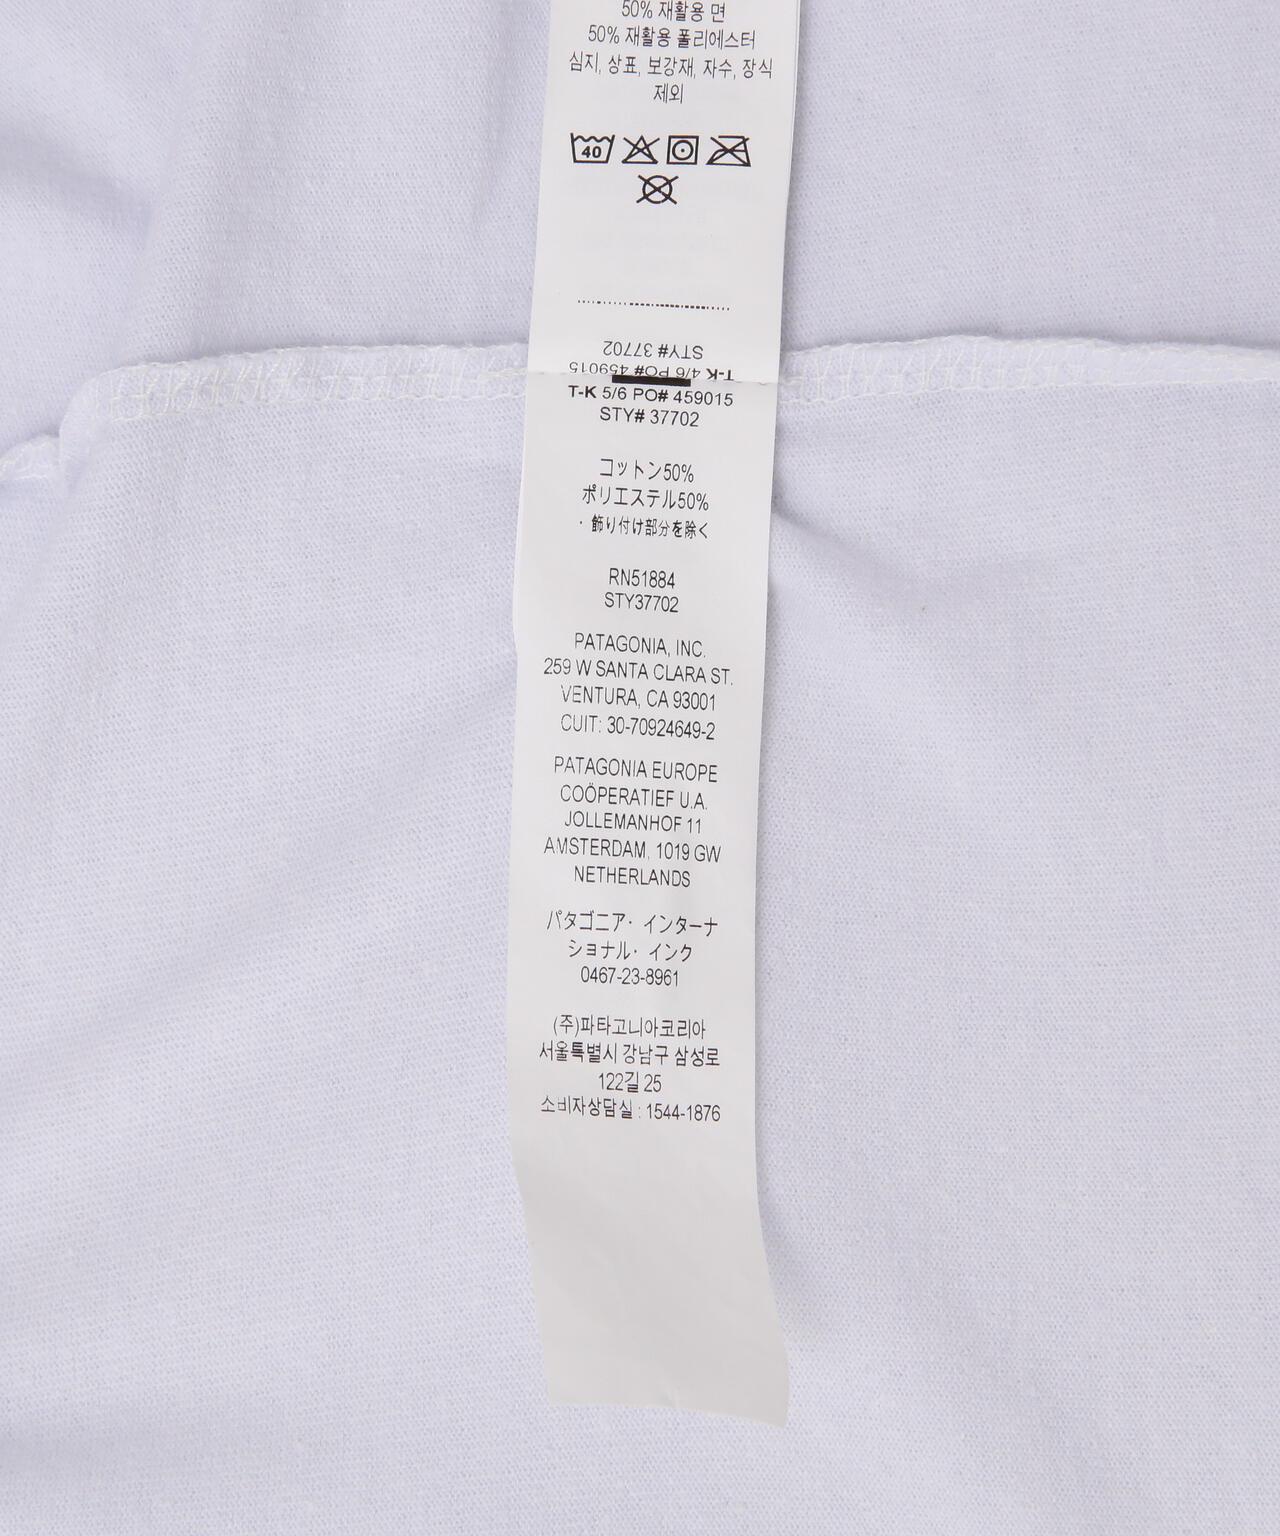 50% 재활용 면
50% 재활용 폴리에스터
심지, 상표, 보강재, 자수, 장식
제외
40
STY# 37702
T-K 4/6 PO# 459015
T-K 5/6 PO# 459015
STY# 37702
コットン50%
ポリエステル50%
・飾り付け部分を除く
RN51884
STY37702
PATAGONIA, INC.
259 W SANTA CLARA ST.
VENTURA, CA 93001
CUIT: 30-70924649-2
PATAGONIA EUROPE
COÖPERATIEF U.A.
JOLLEMANHOF 11
AMSTERDAM, 1019 GW
NETHERLANDS
パタゴニア・インターナ
ショナル・インク
0467-23-8961
(주)파타고니아코리아
서울특별시 강남구 삼성로
122길 25
소비자상담실 : 1544-1876